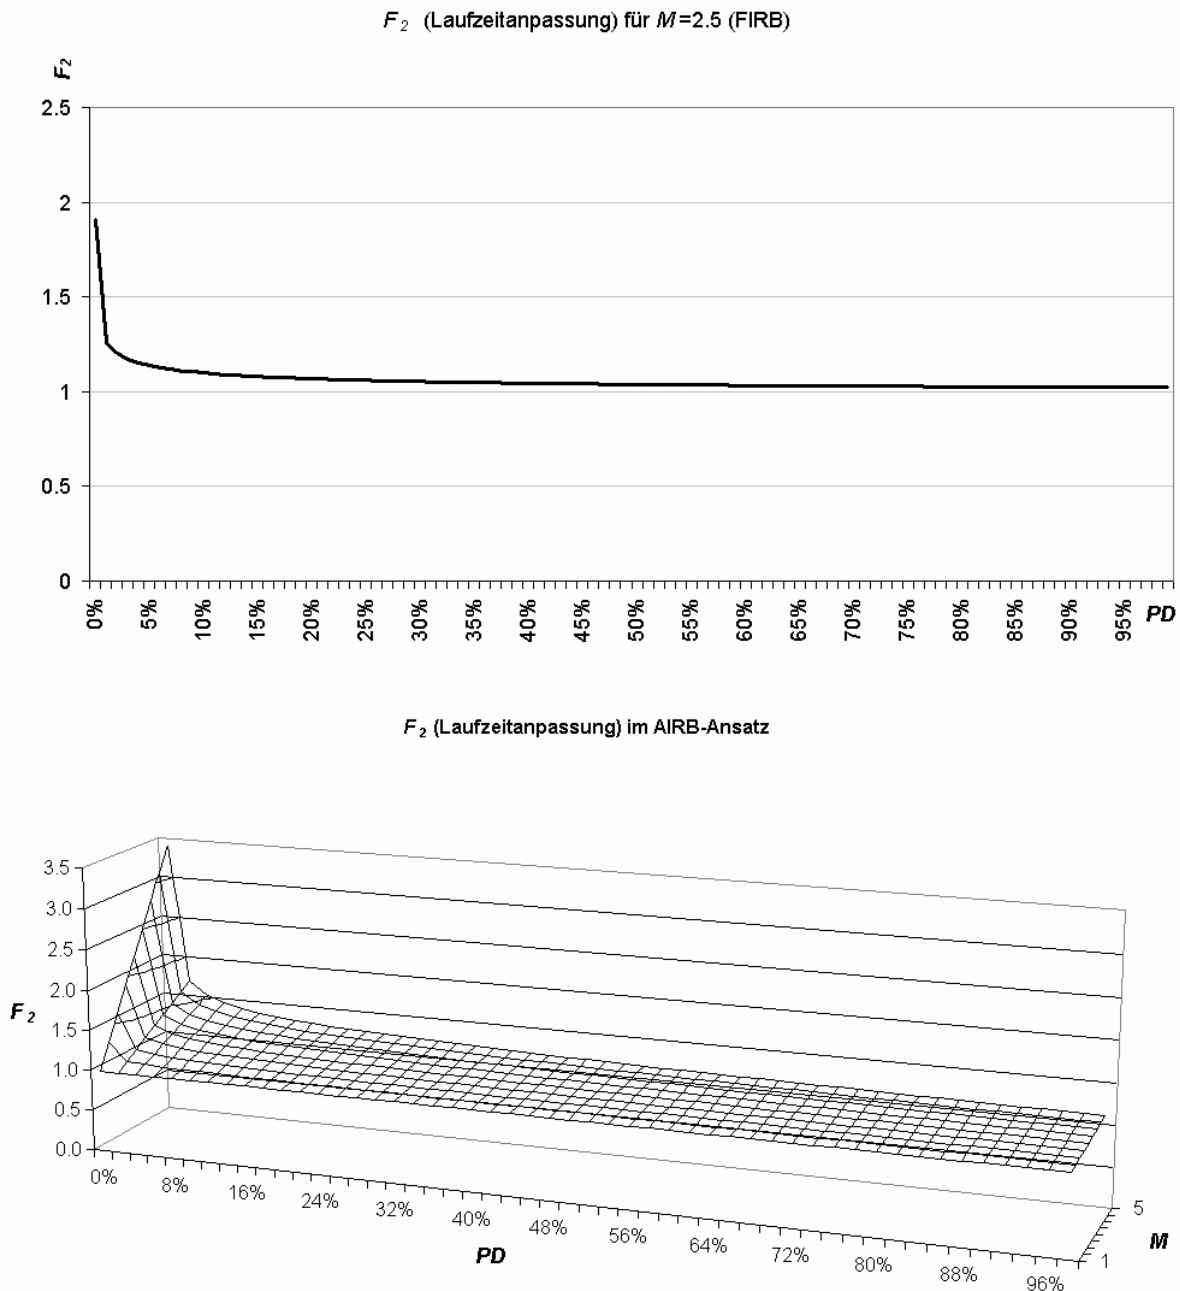 F2 (Laufzeitanpassung) für M=2.5 (FIRB)
F2
2.5
2
1.5
1
0.5
0
0% 5% 10% 15% 20% 25% 30% 35% 40% 45% 50% 55% 60% 65% 70% 75% 80% 85% 90% 95% PD
F2 (Laufzeitanpassung) im AIRB-Ansatz
3.5
3.0
2.5
2.0
F2
1.5
1.0
0.5
0.0
0% 8% 16% 24% 32% 40% 48% 56% 64% 72% 80% 88% 96%
PD
5
M
1